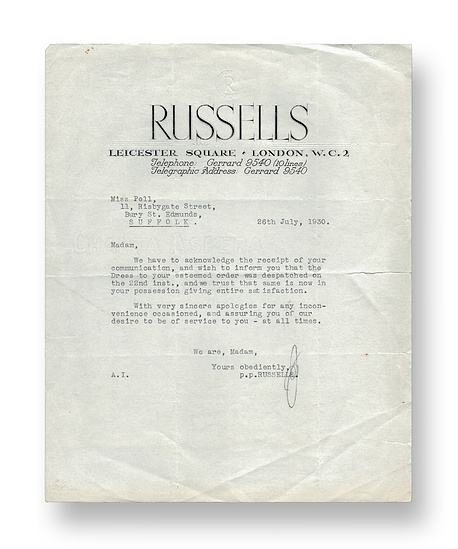 RUSSELLS
LEICESTER SQUARE • LONDON, W.C.2
Telephone: Gerrard 9540 (10 lines)
Telegraphic Address: Gerrard 9540
Miss Pell,
11, Risbygate Street,
Bury St. Edmunds,
SUFFOLK. 26th July, 1930.
Madam,
We have to acknowledge the receipt of your
communication, and wish to inform you that the
Dress to your esteemed order was despatched on
the 22nd inst., and we trust that same is now in
your possession giving entire satisfaction.
With very sincere apologies for any incon-
venience occasioned, and assuring you of our
desire to be of service to you - at all times.
We are, Madam,
Yours obediently,
A.I. p.p.RUSSELLS.